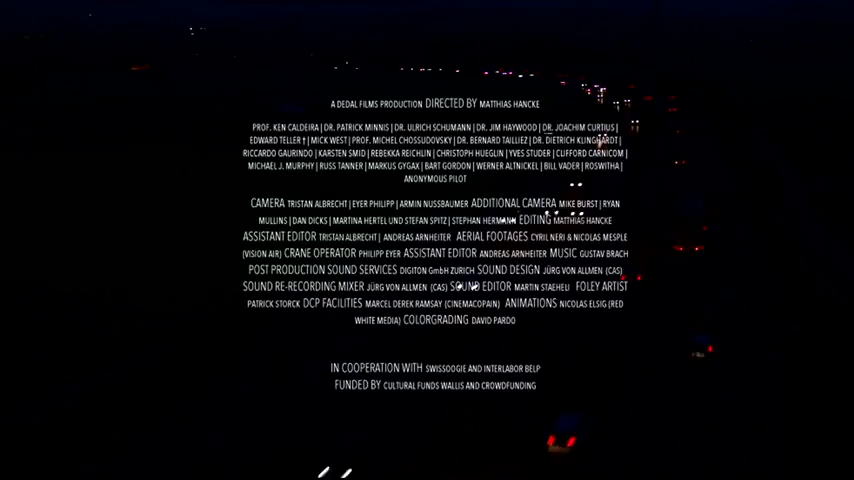 A DEDAL FILMS PRODUCTION DIRECTED BY MATTHIAS HANCKE
PROF. KEN CALDEIRA | DR. PATRICK MINNIS | DR. ULRICH SCHUMANN | DR. JIM HAYWOOD | DR. JOACHIM CURTIUS |
EDWARD TELLER † | MICK WEST | PROF. MICHEL CHOSSUDOVSKY | DR. BERNARD TAILLIEZ | DR. DIETRICH KLINGHARDT |
RICCARDO GAURINDO | KARSTEN SMID | REBEKKA REICHLIN | CHRISTOPH HUEGLIN | YVES STUDER | CLIFFORD CARNICOM |
MICHAEL J. MURPHY | RUSS TANNER | MARKUS GYGAX | BART GORDON | WERNER ALTNICKEL | BILL VADER | ROSWITHA |
ANONYMOUS PILOT
CAMERA TRISTAN ALBRECHT | EYER PHILIPP | ARMIN NUSSBAUMER ADDITIONAL CAMERA MIKE BURST | RYAN
MULLINS | DAN DICKS | MARTINA HERTEL UND STEFAN SPITZ | STEPHAN HERMANN EDITING MATTHIAS HANCKE
ASSISTANT EDITOR TRISTAN ALBRECHT | ANDREAS ARNHEITER AERIAL FOOTAGES CYRIL NERI & NICOLAS MESPLE
(VISION AIR) CRANE OPERATOR PHILIPP EYER ASSISTANT EDITOR ANDREAS ARNHEITER MUSIC GUSTAV BRACH
POST PRODUCTION SOUND SERVICES DIGITON GmbH ZURICH SOUND DESIGN JÜRG VON ALLMEN (CAS)
SOUND RE-RECORDING MIXER JÜRG VON ALLMEN (CAS) SOUND EDITOR MARTIN STAEHELI FOLEY ARTIST
PATRICK STORCK DCP FACILITIES MARCEL DEREK RAMSAY (CINEMACOPAIN) ANIMATIONS NICOLAS ELSIG (RED
WHITE MEDIA) COLORGRADING DAVID PARDO
IN COOPERATION WITH SWISSOOGIE AND INTERLABOR BELP
FUNDED BY CULTURAL FUNDS WALLIS AND CROWDFUNDING